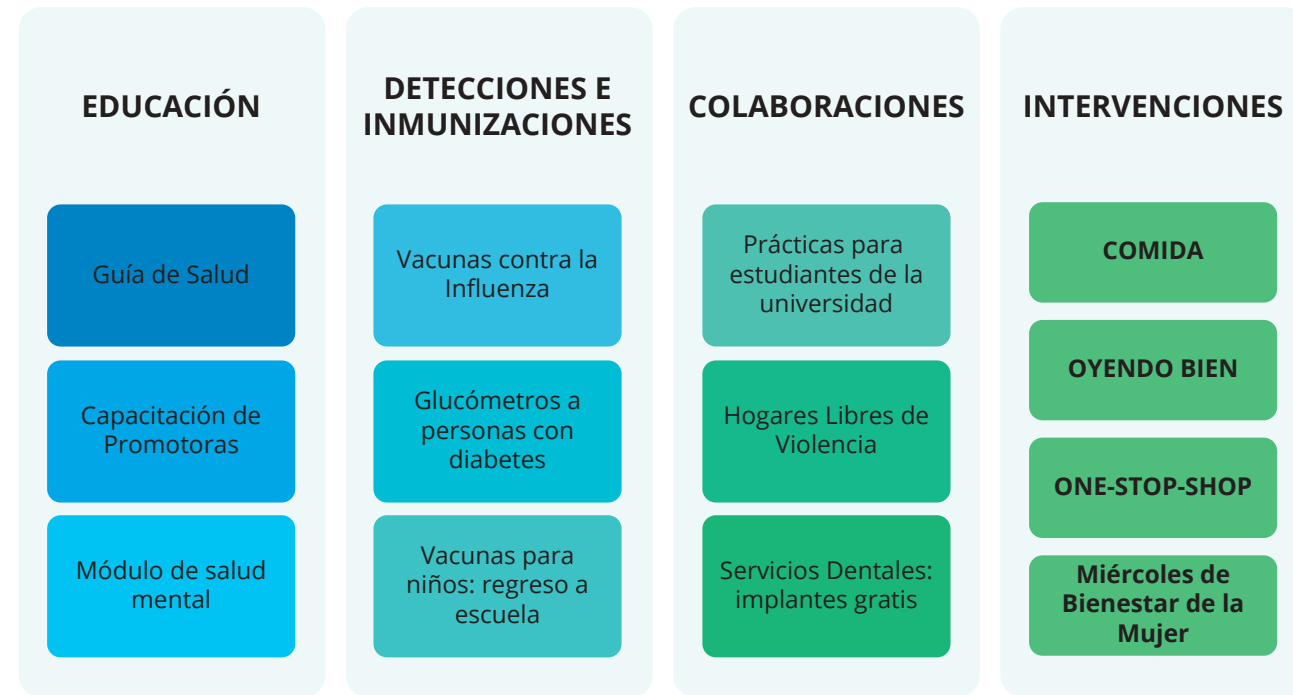 EDUCACIÓN
Guía de Salud
Capacitación de
Promotoras
Módulo de salud
mental
DETECCIONES E
INMUNIZACIONES
Vacunas contra la
Influenza
Glucómetros a
personas con
diabetes
Vacunas para
niños: regreso a
escuela
COLABORACIONES
Prácticas para
estudiantes de la
universidad
Hogares Libres de
Violencia
Servicios Dentales:
implantes gratis
INTERVENCIONES
COMIDA
OYENDO BIEN
ONE-STOP-SHOP
Miércoles de
Bienestar de la
Mujer